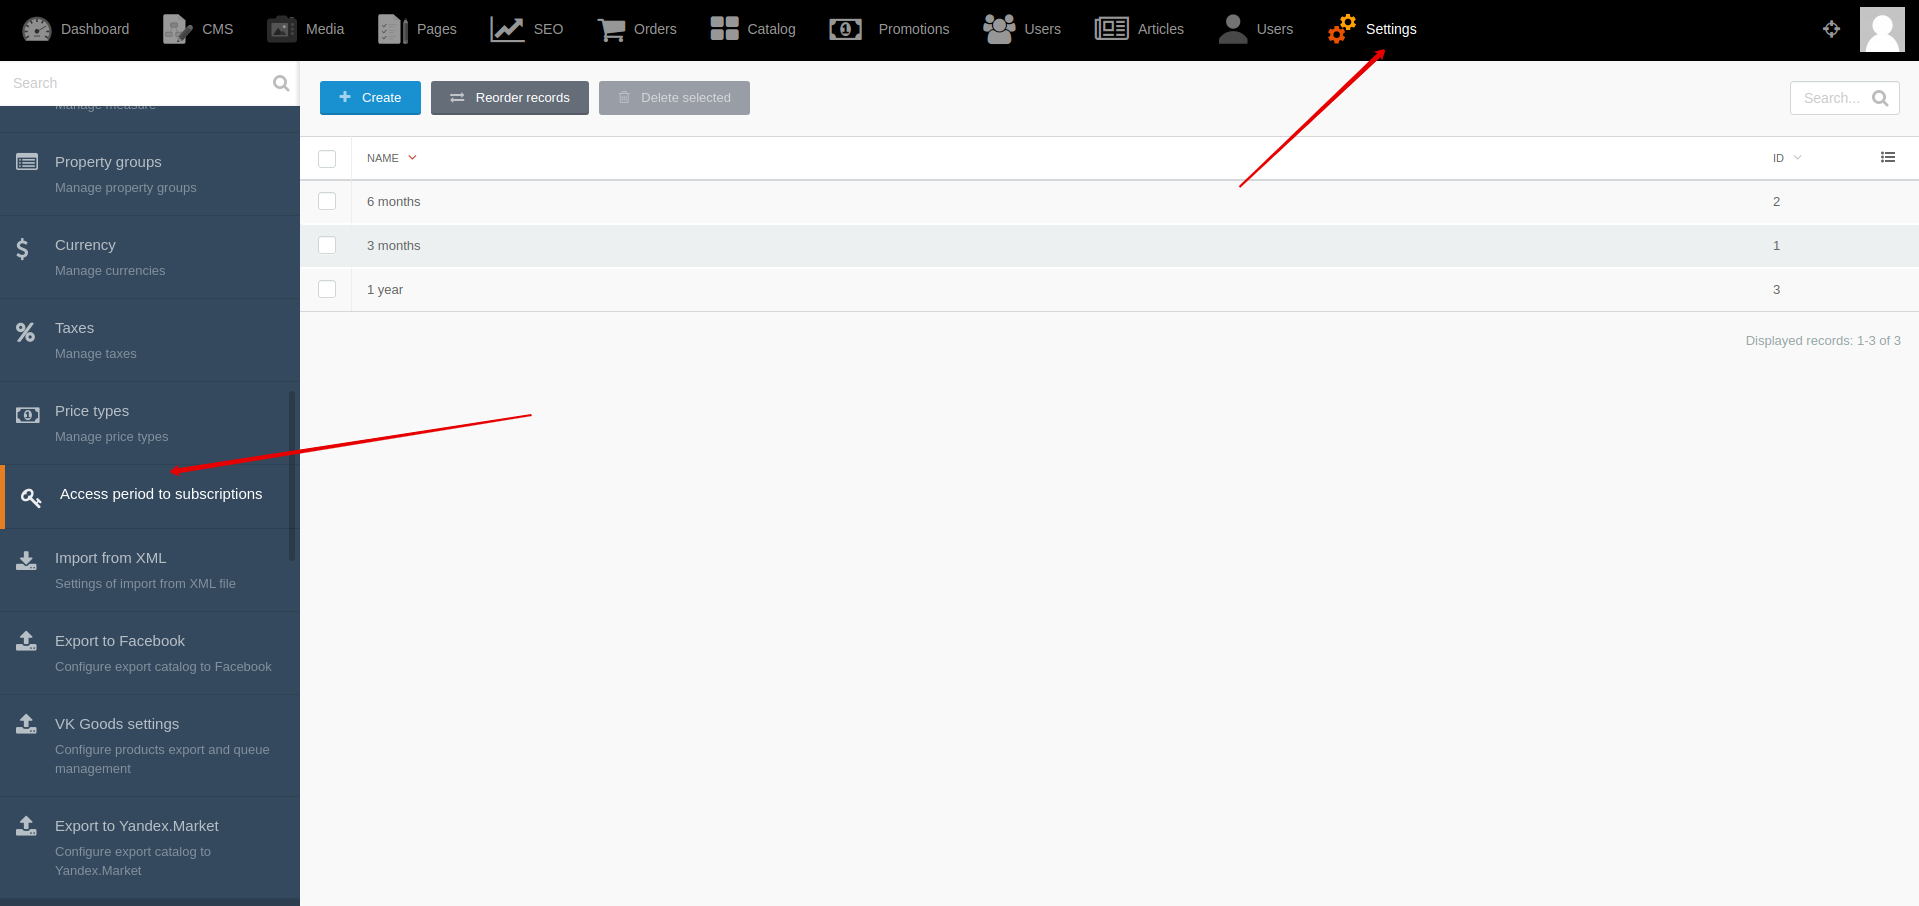 Dashboard
CMS
Media
Pages
SEO
Orders
Catalog
Promotions
Users
Articles
Users
Settings
Search
Manage measure
Property groups
Manage property groups
Currency
Manage currencies
Taxes
Manage taxes
Price types
Manage price types
Access period to subscriptions
Import from XML
Settings of import from XML file
Export to Facebook
Configure export catalog to Facebook
VK Goods settings
Configure products export and queue
management
Export to Yandex.Market
Configure export catalog to
Yandex.Market
Create
Reorder records
Delete selected
Search...
NAME
ID
6 months
2
3 months
1
1 year
3
Displayed records: 1-3 of 3